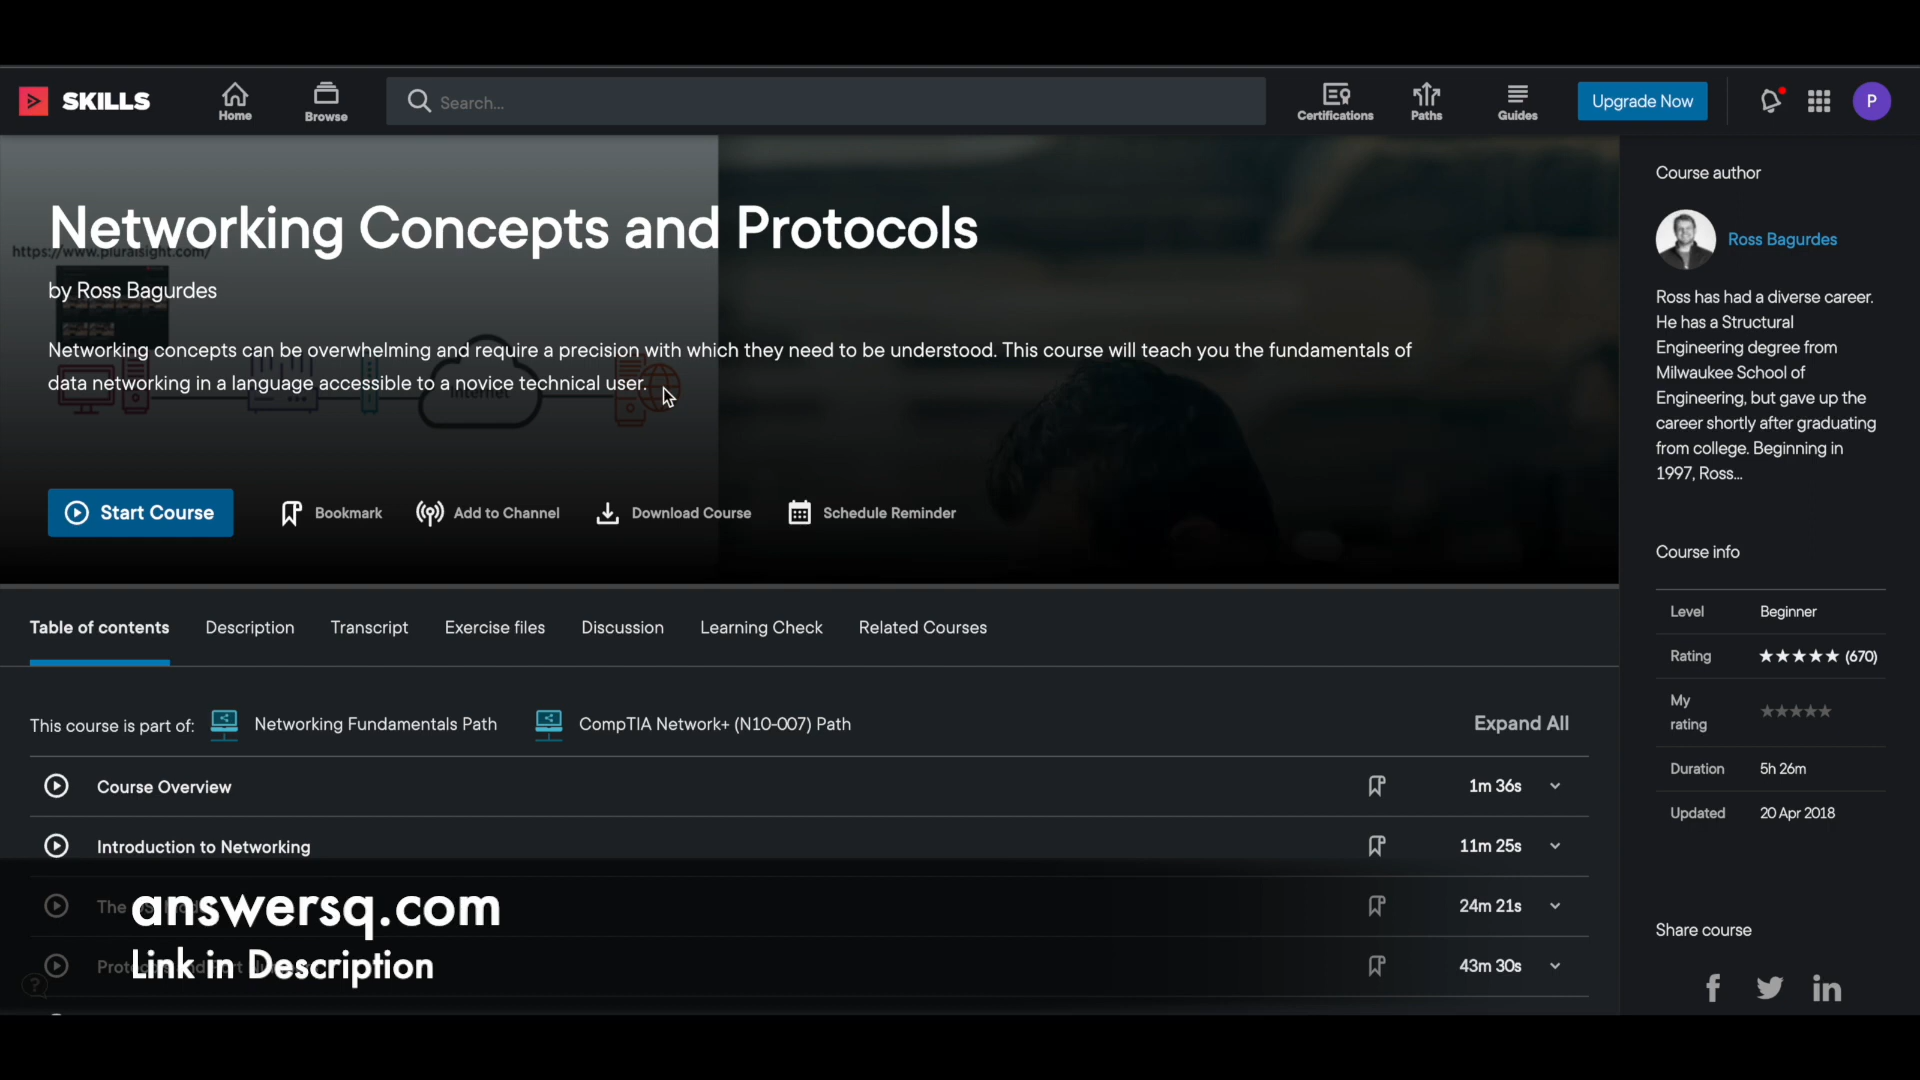 SKILLS
Home
Browse
Search...
Certifications
Paths
Guides
Upgrade Now
P
Networking Concepts and Protocols
https://www.pluralsight.com/
by Ross Bagurdes
Networking concepts can be overwhelming and require a precision with which they need to be understood. This course will teach you the fundamentals of
data networking in a language accessible to a novice technical user.
Internet
Start Course
Bookmark
Add to Channel
Download Course
Schedule Reminder
Table of contents
Description
Transcript
Exercise files
Discussion
Learning Check
Related Courses
This course is part of:
Networking Fundamentals Path
CompTIA Network+ (N10-007) Path
Expand All
Course Overview
1m 36s
Introduction to Networking
11m 25s
The
24m 21s
43m 30s
answersq.com
Link in Description
?
Course author
Ross Bagurdes
Ross has had a diverse career.
He has a Structural
Engineering degree from
Milwaukee School of
Engineering, but gave up the
career shortly after graduating
from college. Beginning in
1997, Ross...
Course info
Level Beginner
Rating ★★★★★ (670)
My
rating ★★★★★
Duration 5h 26m
Updated 20 Apr 2018
Share course
f
in